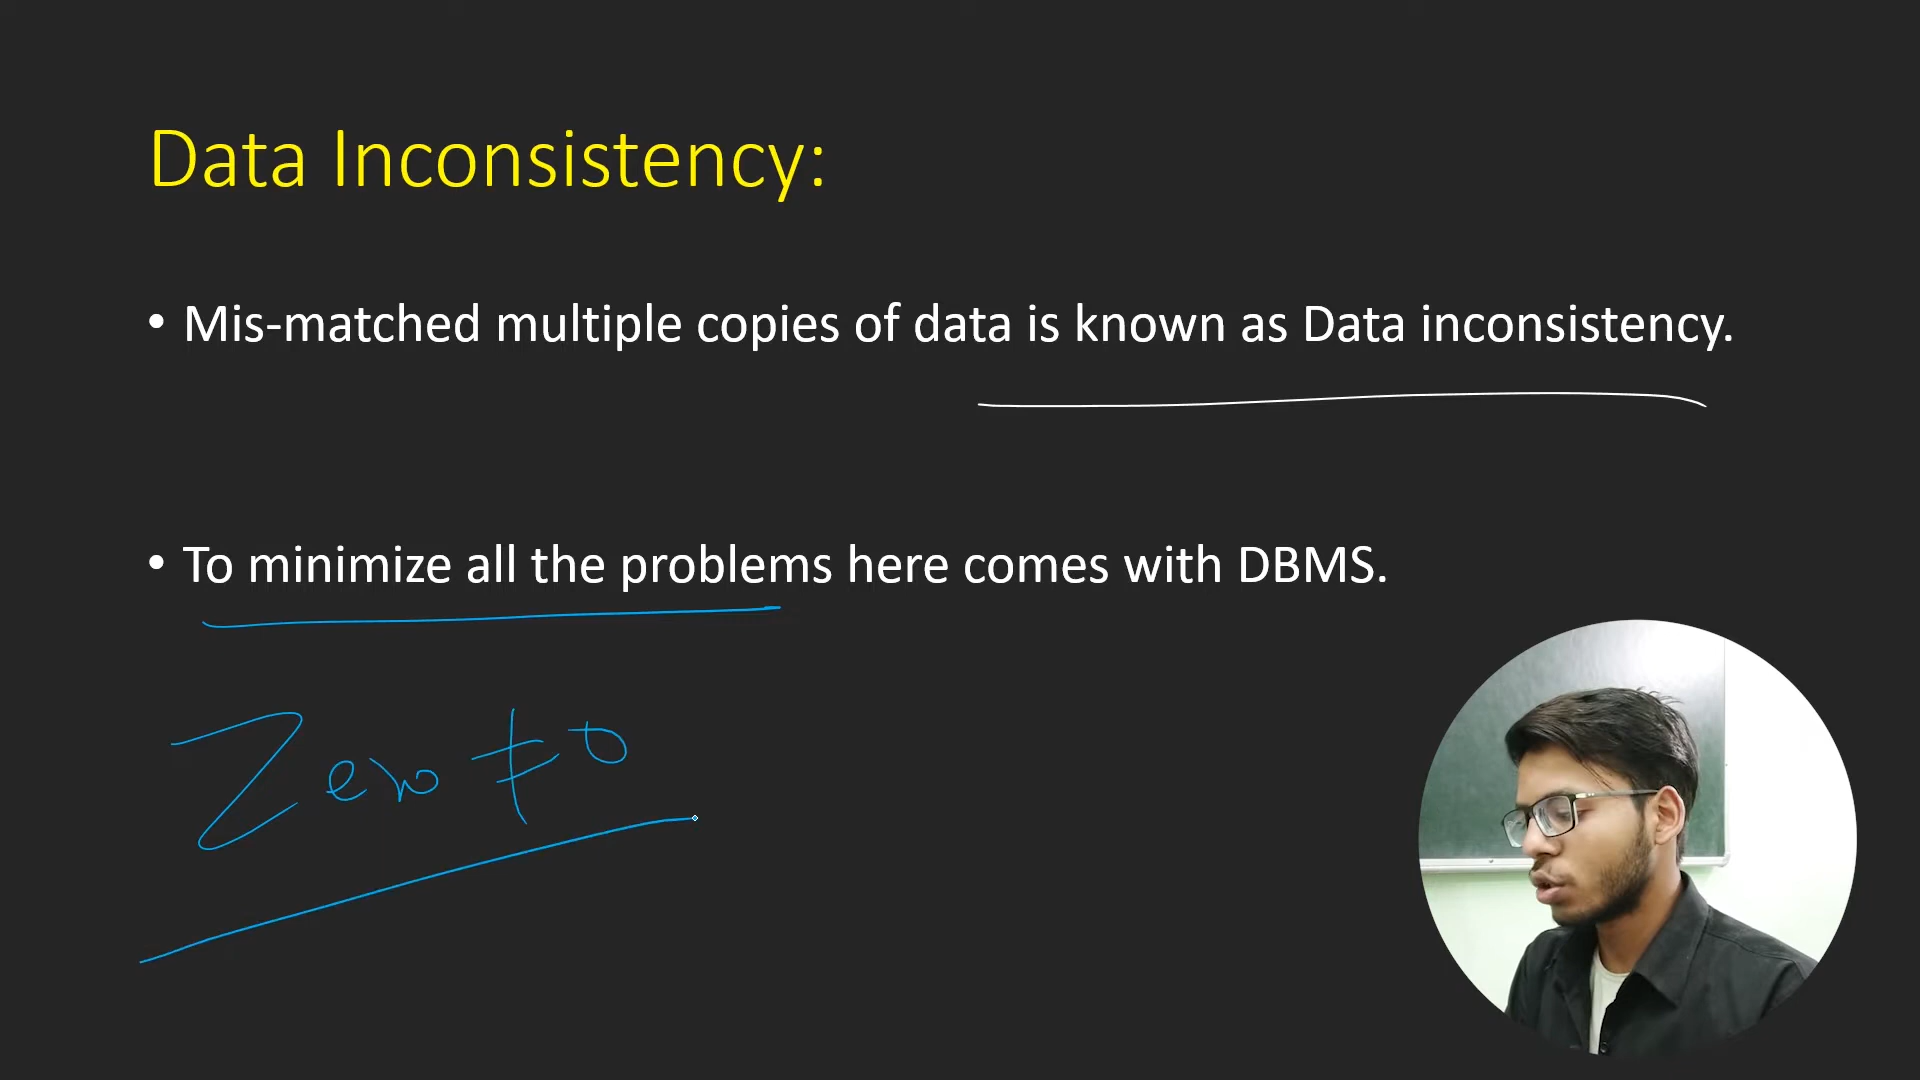 Data Inconsistency:
• Mis-matched multiple copies of data is known as Data inconsistency.
• To minimize all the problems here comes with DBMS.
Zero ≠ 0